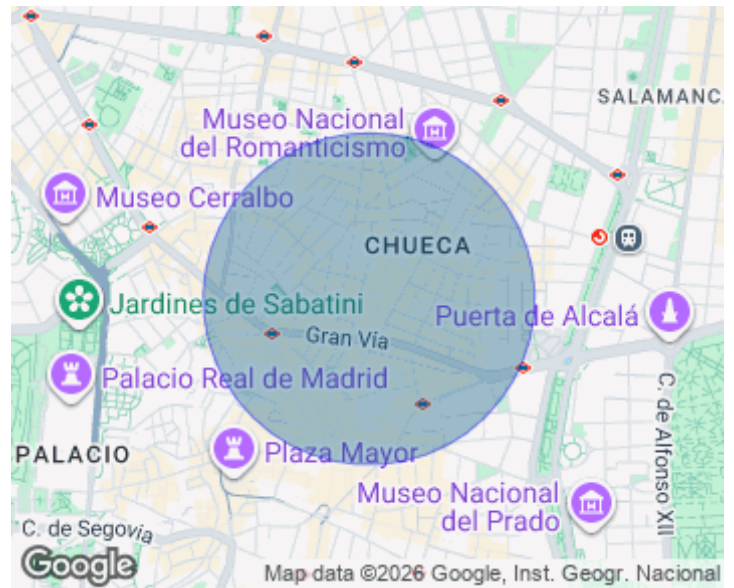 SALAMANC
Museo Nacional
del Romanticismo
Museo Cerralbo
CHUECA
Jardines de Sabatini
Puerta de Alcalá
Gran Vía
Palacio Real de Madrid
C. de Alfonso XII
PALACIO
Plaza Mayor
Museo Nacional
del Prado
C. de Segovia
Google
Map data ©2026 Google, Inst. Geogr. Nacional